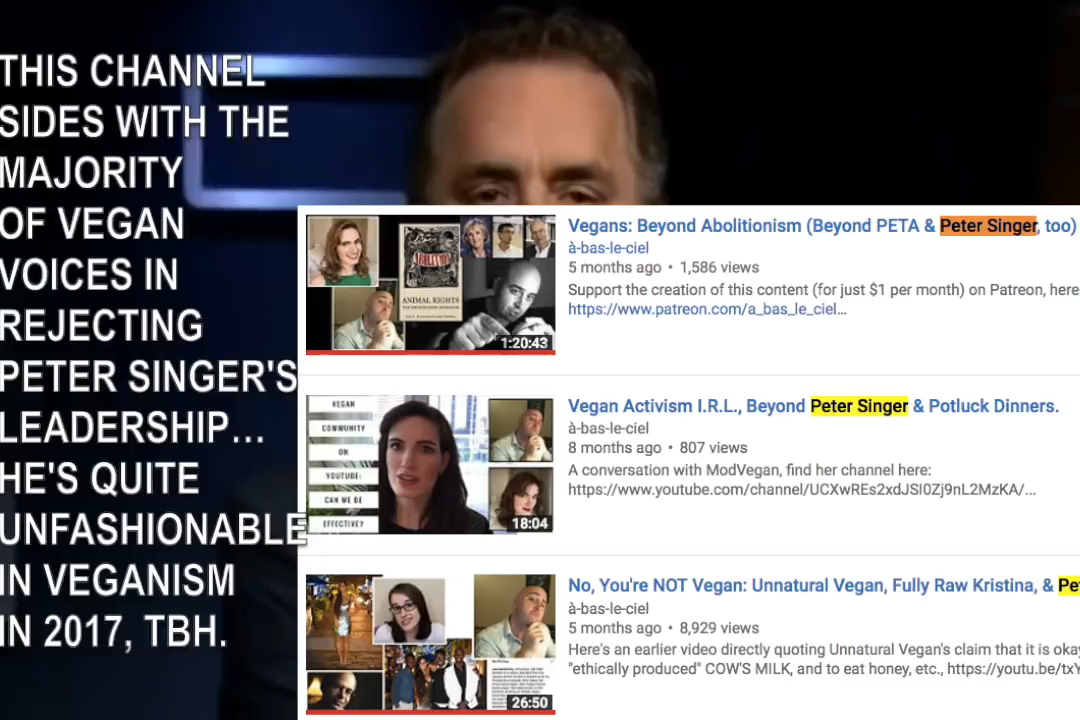 THIS CHANNEL
SIDES WITH THE
MAJORITY
OF VEGAN
VOICES IN
REJECTING
PETER SINGER'S
LEADERSHIP...
HE'S QUITE
UNFASHIONABLE
IN VEGANISM
IN 2017, TBH.
ABOLITIONISM
ANIMAL RIGHTS
1:20:43
Vegans: Beyond Abolitionism (Beyond PETA & Peter Singer, too)
à-bas-le-ciel
5 months ago • 1,586 views
Support the creation of this content (for just $1 per month) on Patreon, here
https://www.patreon.com/a_bas_le_ciel...
VEGAN
COMMUNITY
ON
YOUTUBE:
CAN WE BE
EFFECTIVE?
18:04
Vegan Activism I.R.L., Beyond Peter Singer & Potluck Dinners.
à-bas-le-ciel
8 months ago • 807 views
A conversation with ModVegan, find her channel here:
https://www.youtube.com/channel/UCXwREs2xdJSI0Zj9nL2MzKA/...
26:50
No, You're NOT Vegan: Unnatural Vegan, Fully Raw Kristina, & Pe
à-bas-le-ciel
5 months ago • 8,929 views
Here's an earlier video directly quoting Unnatural Vegan's claim that it is okay
"ethically produced" COW'S MILK, and to eat honey, etc., https://youtu.be/txY